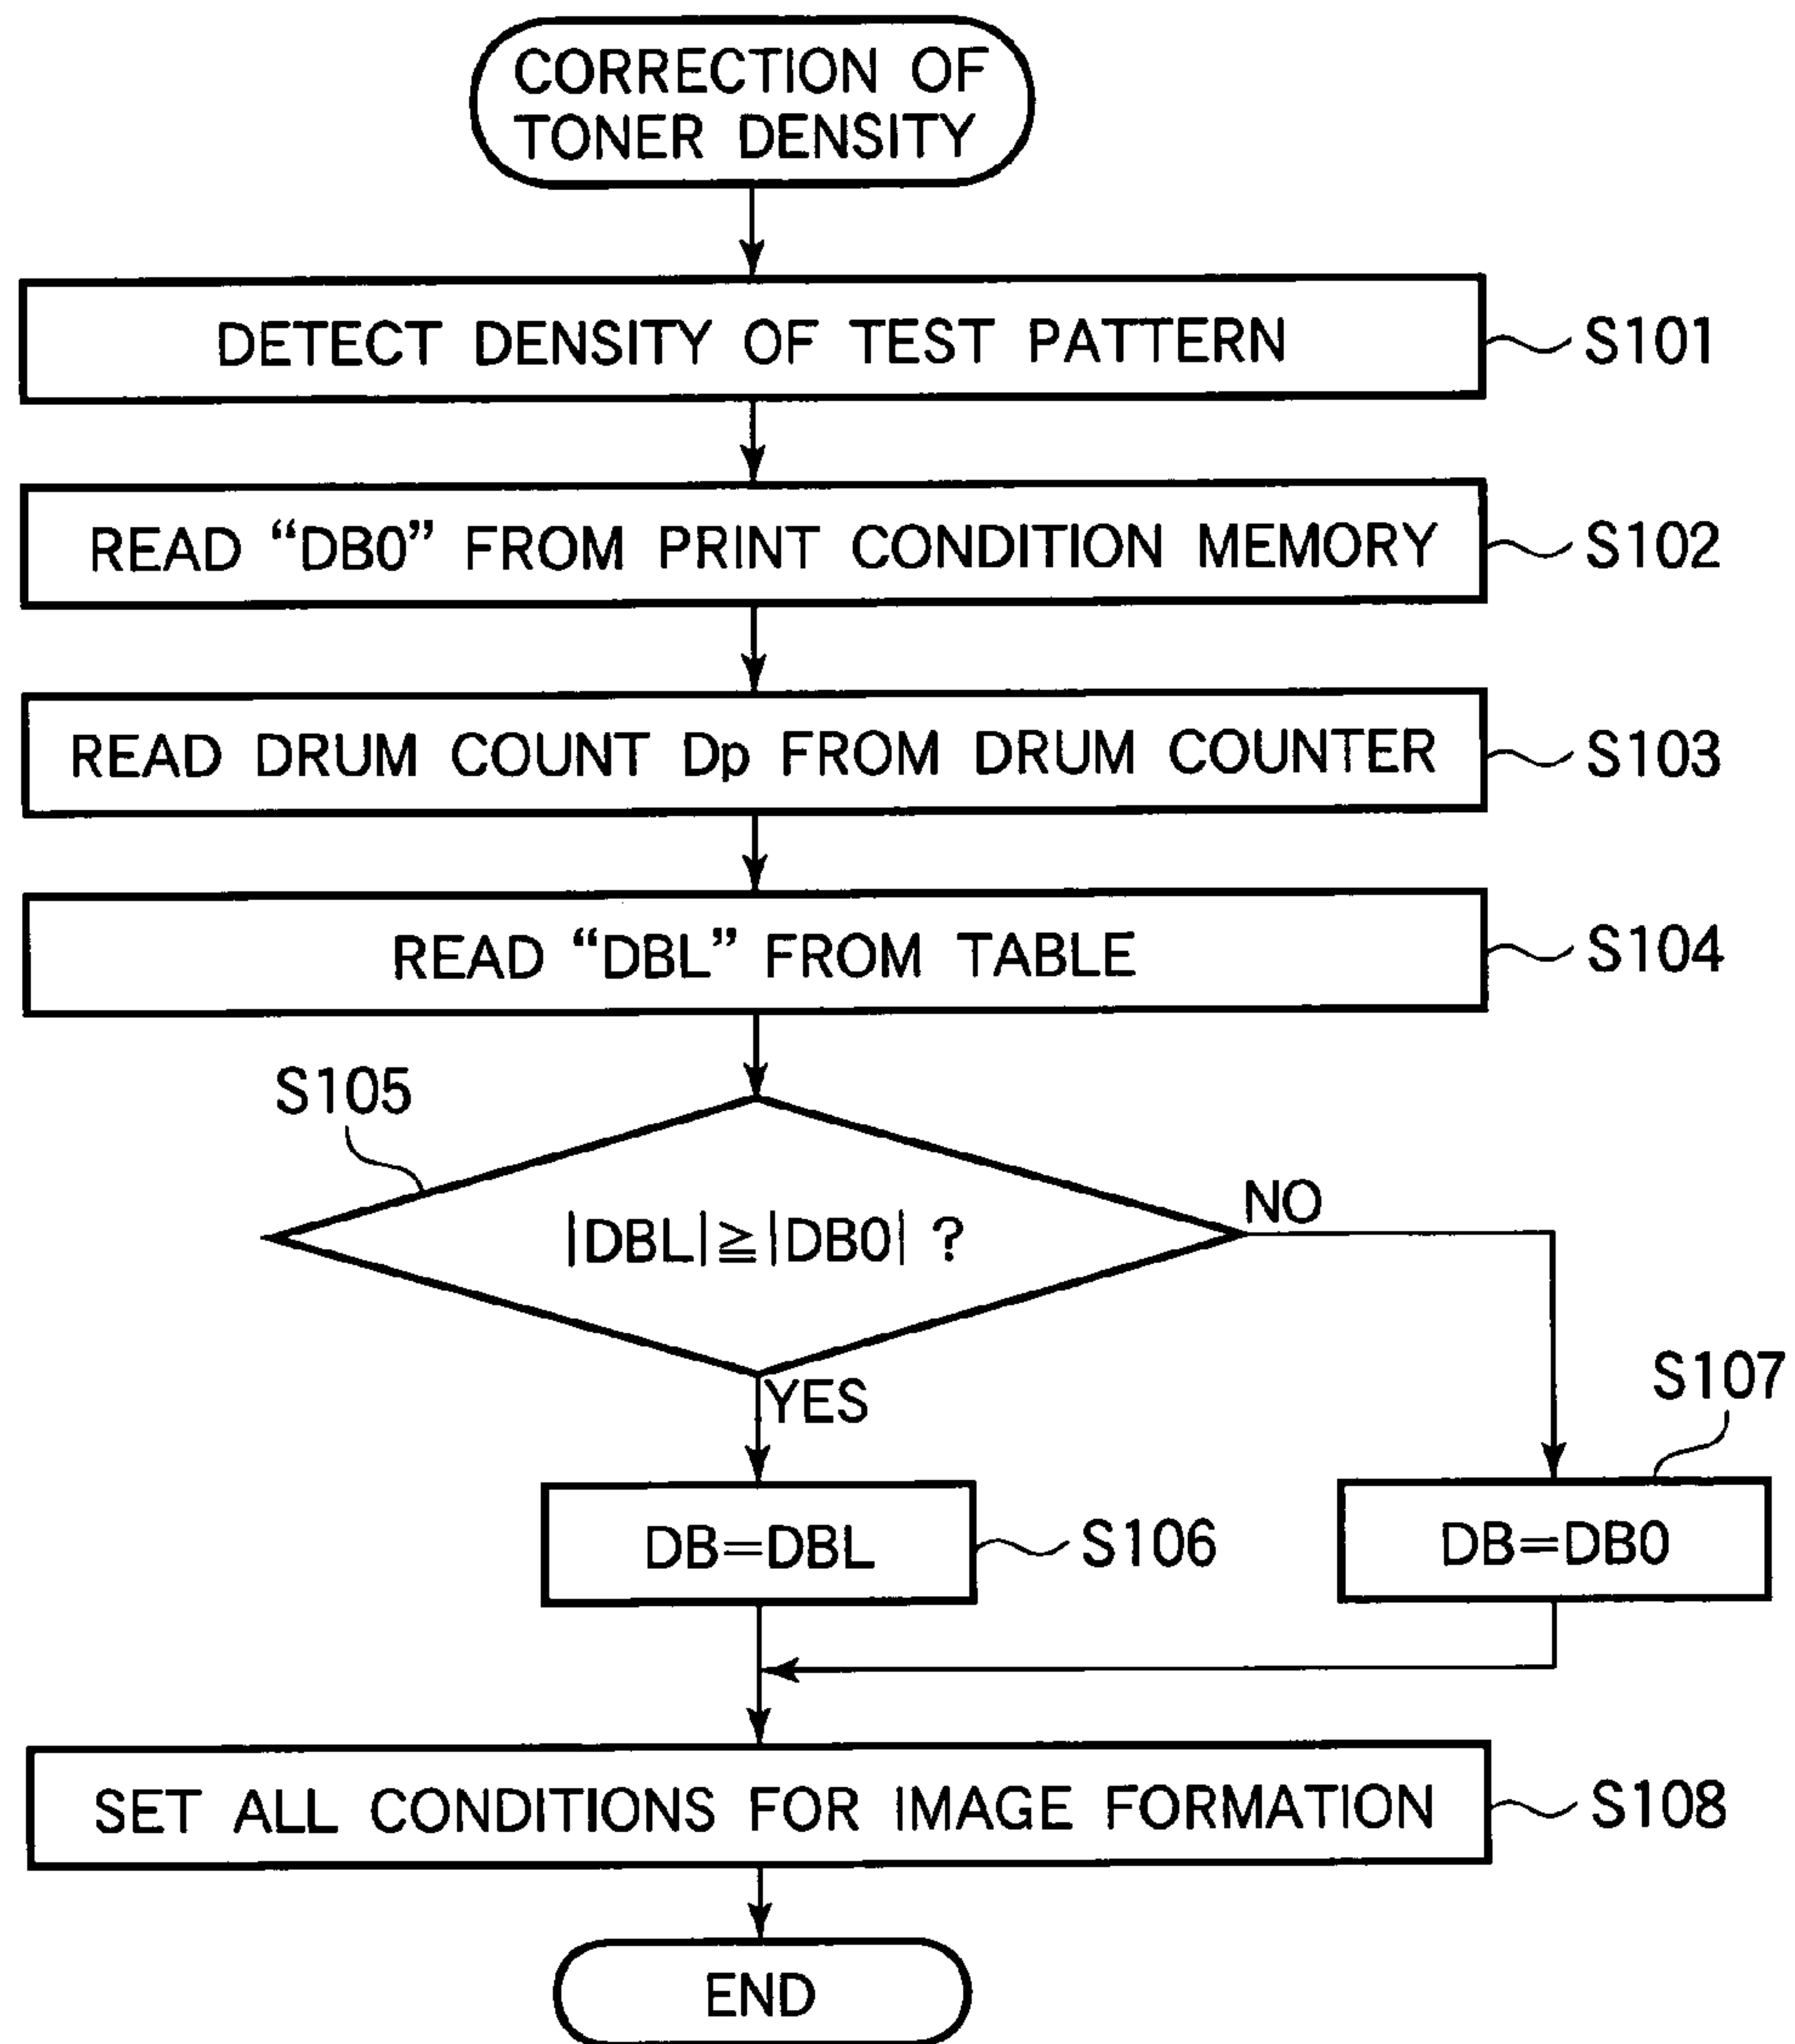 CORRECTION OF
TONER DENSITY
DETECT DENSITY OF TEST PATTERN
S101
READ “DB0” FROM PRINT CONDITION MEMORY
S102
READ DRUM COUNT Dp FROM DRUM COUNTER
S103
READ “DBL” FROM TABLE
S104
S105
|DBL|≧|DB0| ?
NO
YES
S107
DB=DBL
S106
DB=DB0
SET ALL CONDITIONS FOR IMAGE FORMATION
S108
END